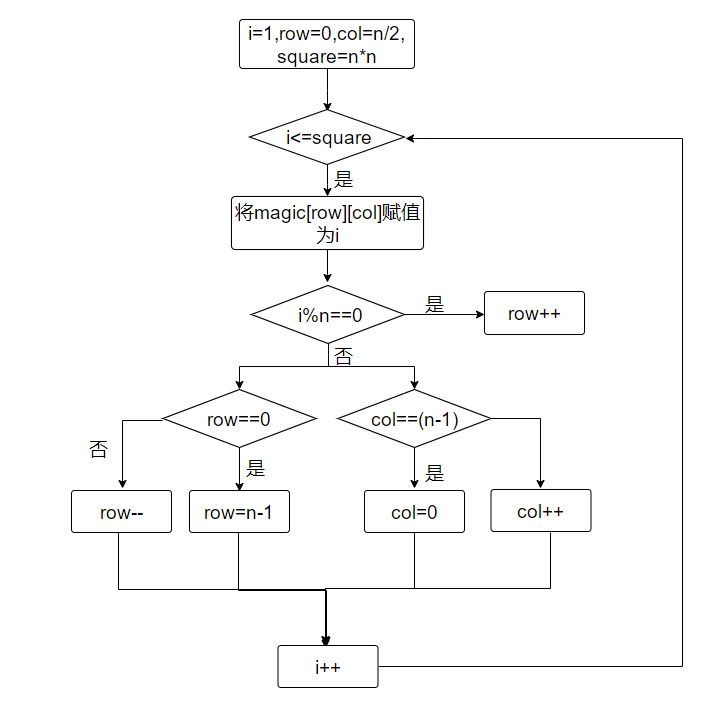 i=1,row=0,col=n/2,
square=n*n
i<=square
是
将magic[row][col]赋值
为i
i%n==0
是
row++
否
row==0
col==(n-1)
否
是
是
row--
row=n-1
col=0
col++
i++